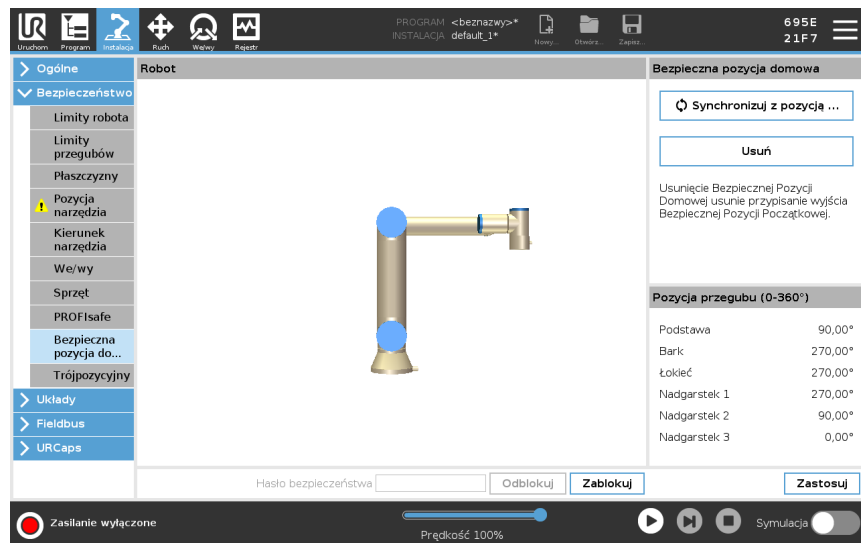 PROGRAM <beznazwy>*
INSTALACJA default_1*
695E
21F7
UR
Uruchom Program Instalacja Ruch We/wy Rejestr Nowy... Otwórz... Zapisz...
Ogólne
Bezpieczeństwo
Limity robota
Limity
przegubów
Płaszczyzny
Pozycja
narzędzia
Kierunek
narzędzia
We/wy
Sprzęt
PROFIsafe
Bezpieczna
pozycja do...
Trójpozycyjny
Układy
Fieldbus
URCaps
Robot
Bezpieczna pozycja domowa
Synchronizuj z pozycją ...
Usuń
Usunięcie Bezpiecznej Pozycji
Domowej usunie przypisanie wyjścia
Bezpiecznej Pozycji Początkowej.
Pozycja przegubu (0-360°)
Podstawa 90,00°
Bark 270,00°
Łokieć 270,00°
Nadgarstek 1 270,00°
Nadgarstek 2 90,00°
Nadgarstek 3 0,00°
Hasło bezpieczeństwa Odblokuj Zablokuj Zastosuj
Zasilanie wyłączone
Prędkość 100%
Symulacja